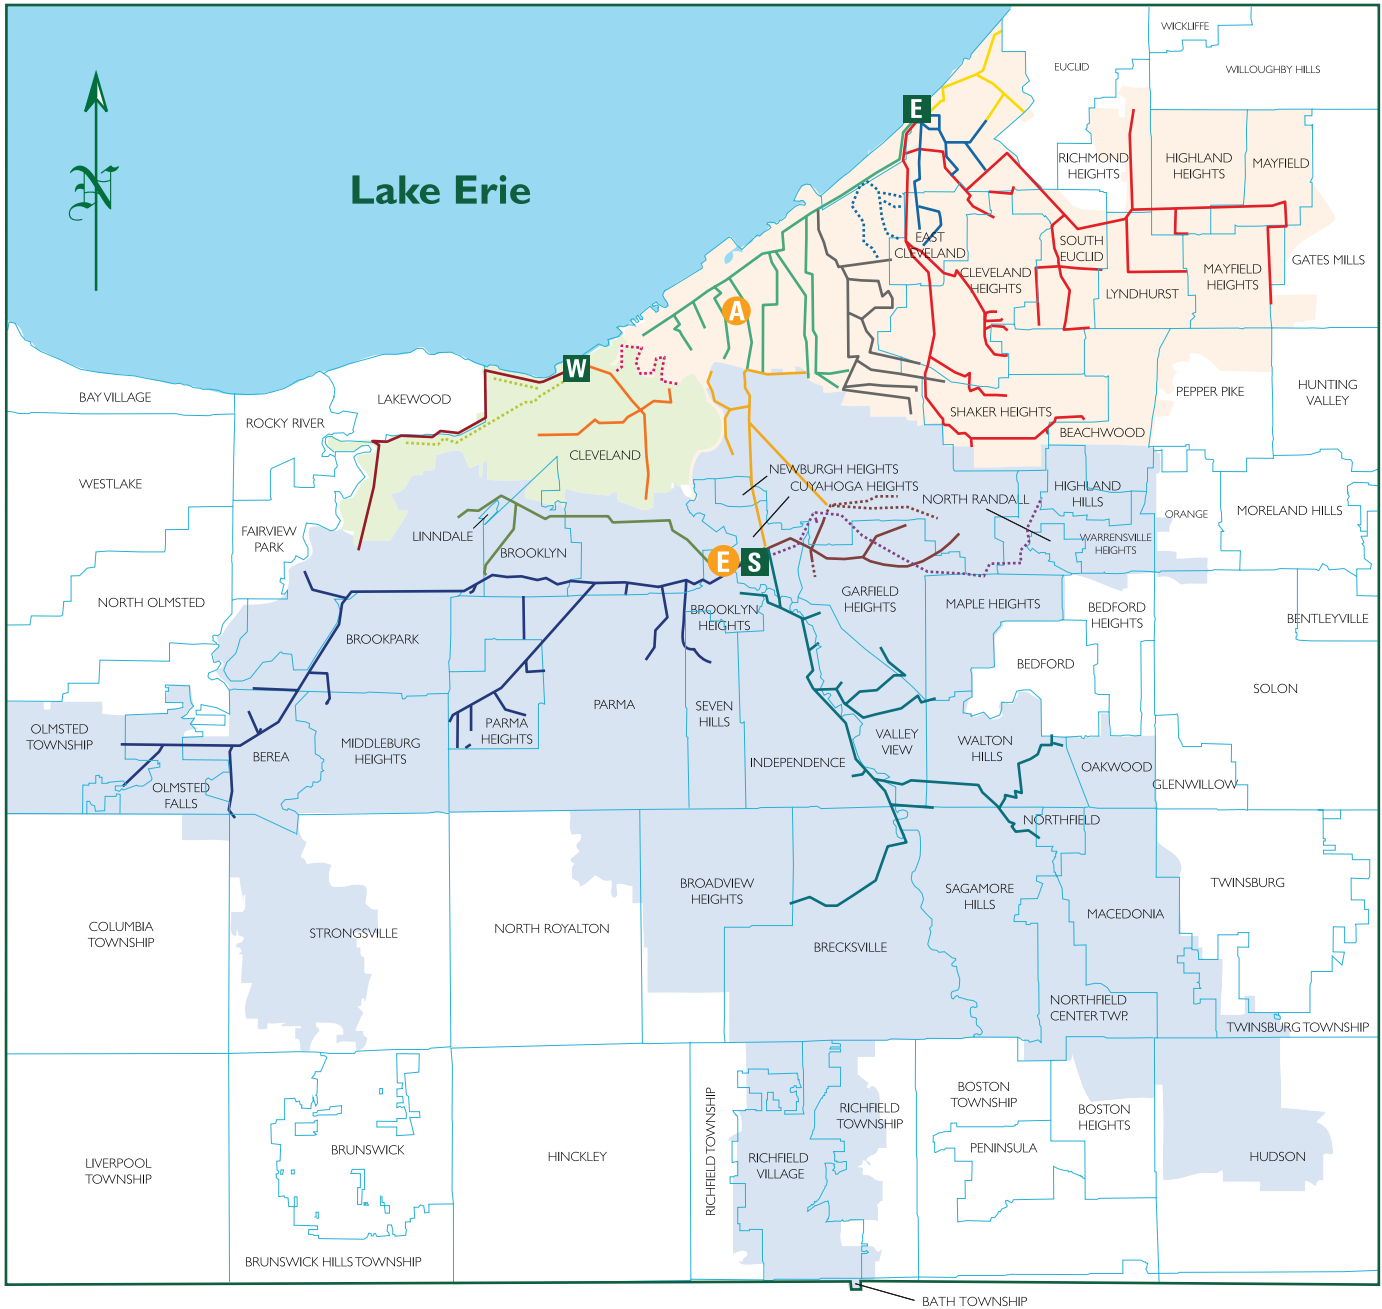 WICKLIFFE
EUCLID
WILLOUGHBY HILLS
E
N
Lake Erie
RICHMOND
HEIGHTS
HIGHLAND
HEIGHTS
MAYFIELD
EAST
CLEVELAND
SOUTH
EUCLID
CLEVELAND
HEIGHTS
LYNDHURST
MAYFIELD
HEIGHTS
GATES MILLS
A
W
BAY VILLAGE
LAKEWOOD
ROCKY RIVER
SHAKER HEIGHTS
BEACHWOOD
PEPPER PIKE
HUNTING
VALLEY
WESTLAKE
CLEVELAND
NEWBURGH HEIGHTS
CUYAHOGA HEIGHTS
NORTH RANDALL
HIGHLAND
HILLS
ORANGE
MORELAND HILLS
FAIRVIEW
PARK
LINNDALE
BROOKLYN
WARRENSVILLE
HEIGHTS
E
S
NORTH OLMSTED
BROOKPARK
BROOKLYN
HEIGHTS
GARFIELD
HEIGHTS
MAPLE HEIGHTS
BEDFORD
HEIGHTS
BENTLEYVILLE
BEDFORD
SOLON
OLMSTED
TOWNSHIP
PARMA
SEVEN
HILLS
PARMA
HEIGHTS
MIDDLEBURG
HEIGHTS
BEREA
VALLEY
VIEW
WALTON
HILLS
INDEPENDENCE
OAKWOOD
GLENWILLOW
OLMSTED
FALLS
NORTHFIELD
BROADVIEW
HEIGHTS
SAGAMORE
HILLS
TWINSBURG
MACEDONIA
COLUMBIA
TOWNSHIP
STRONGSVILLE
NORTH ROYALTON
BRECKSVILLE
NORTHFIELD
CENTER TWP.
TWINSBURG TOWNSHIP
RICHFIELD TOWNSHIP
RICHFIELD
TOWNSHIP
BOSTON
TOWNSHIP
BOSTON
HEIGHTS
LIVERPOOL
TOWNSHIP
BRUNSWICK
HINCKLEY
RICHFIELD
VILLAGE
PENINSULA
HUDSON
BRUNSWICK HILLS TOWNSHIP
BATH TOWNSHIP